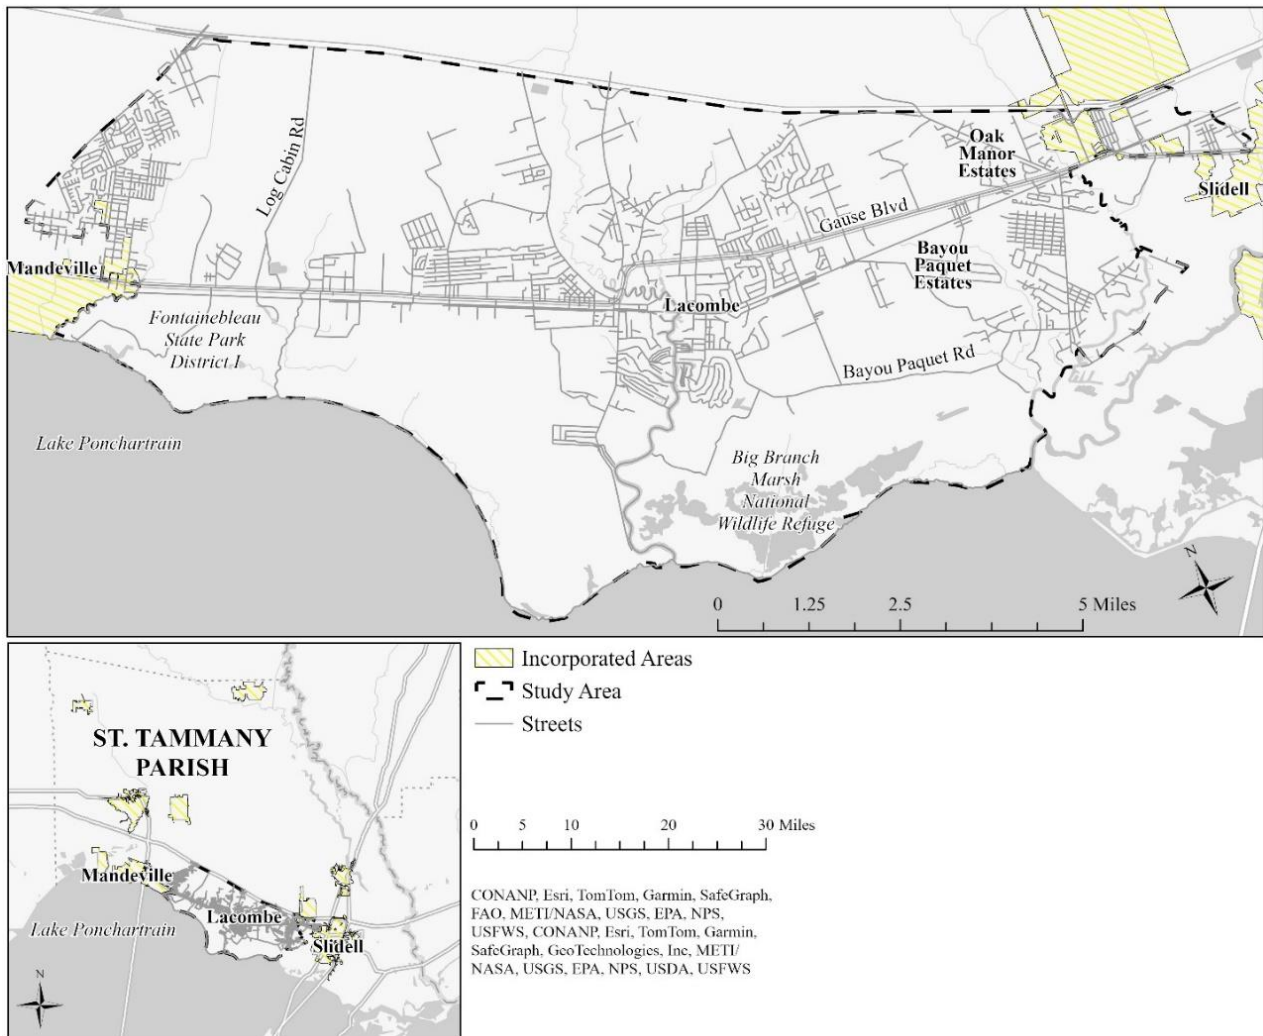 Log Cabin Rd
Oak
Manor
Estates
Slidell
Gause Blvd
Mandeville
Bayou
Paquet
Estates
Lacombe
Fontainebleau
State Park
District I
Bayou Paquet Rd
Lake Ponchartrain
Big Branch
Marsh
National
Wildlife Refuge
N
0 1.25 2.5 5 Miles
ST. TAMMANY
PARISH
Mandeville
Lacombe
Lake Ponchartrain
Slidell
N
Incorporated Areas
Study Area
Streets
0 5 10 20 30 Miles
CONANP, Esri, TomTom, Garmin, SafeGraph,
FAO, METI/NASA, USGS, EPA, NPS,
USFWS, CONANP, Esri, TomTom, Garmin,
SafeGraph, GeoTechnologies, Inc, METI/
NASA, USGS, EPA, NPS, USDA, USFWS